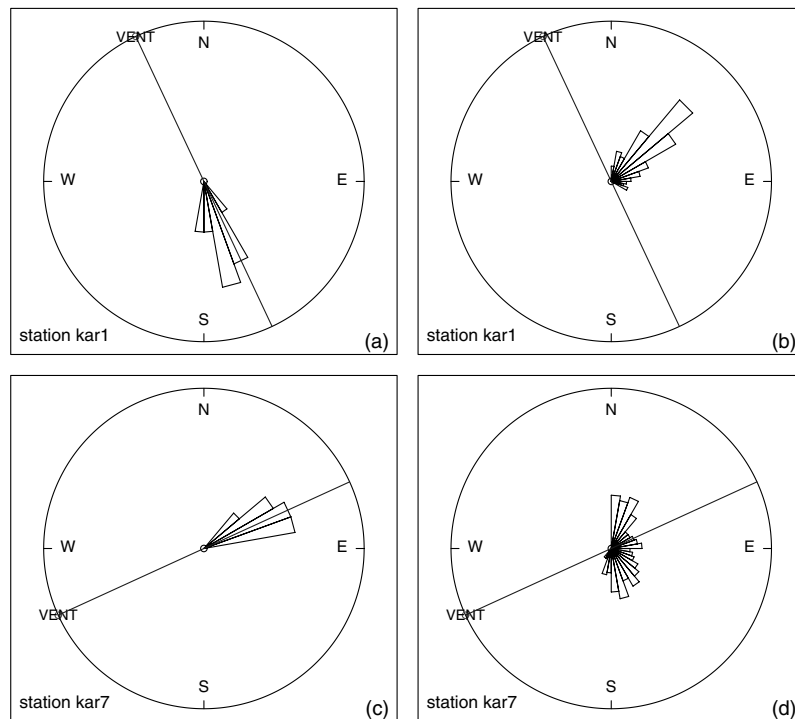 VENT
N
W
E
S
station kar1
(a)
VENT
N
W
E
S
station kar1
(b)
N
W
E
VENT
S
station kar7
(c)
N
W
E
VENT
S
station kar7
(d)